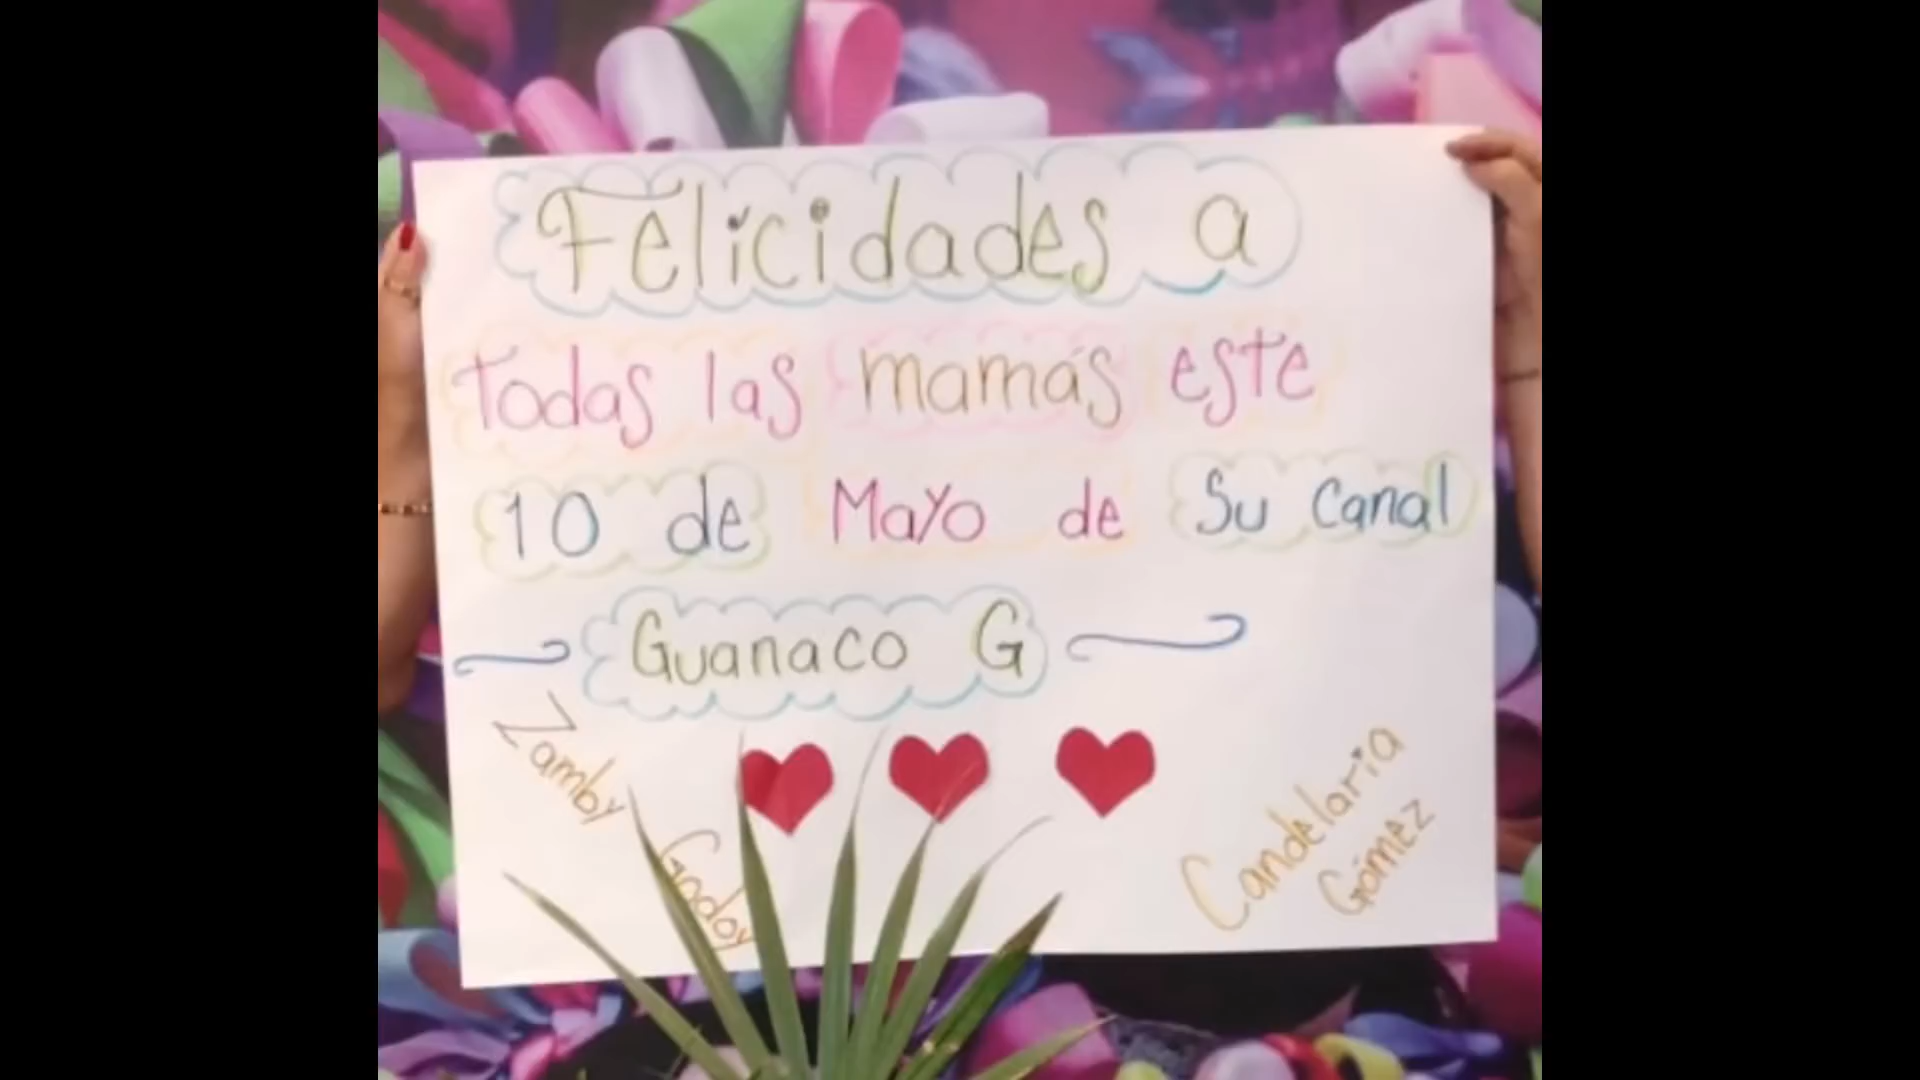 Felicidades a
Todas las mamás este
10 de Mayo de Su Canal
Guanaco G
Zamby Godoy
Candelaria
Gómez